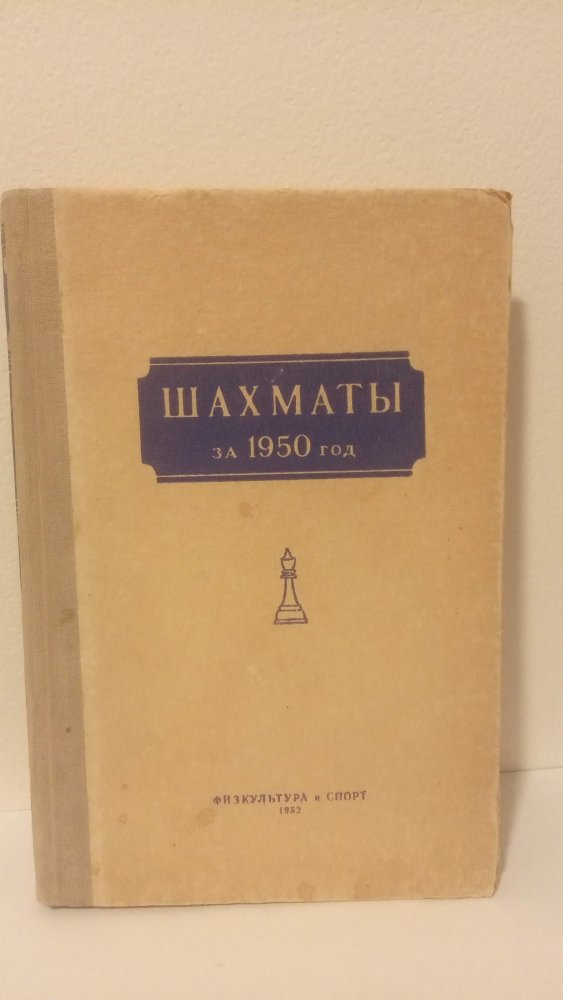 ШАХМАТЫ
ЗА 1950 ГОД
ФИЗКУЛЬТУРА и СПОРТ
1952